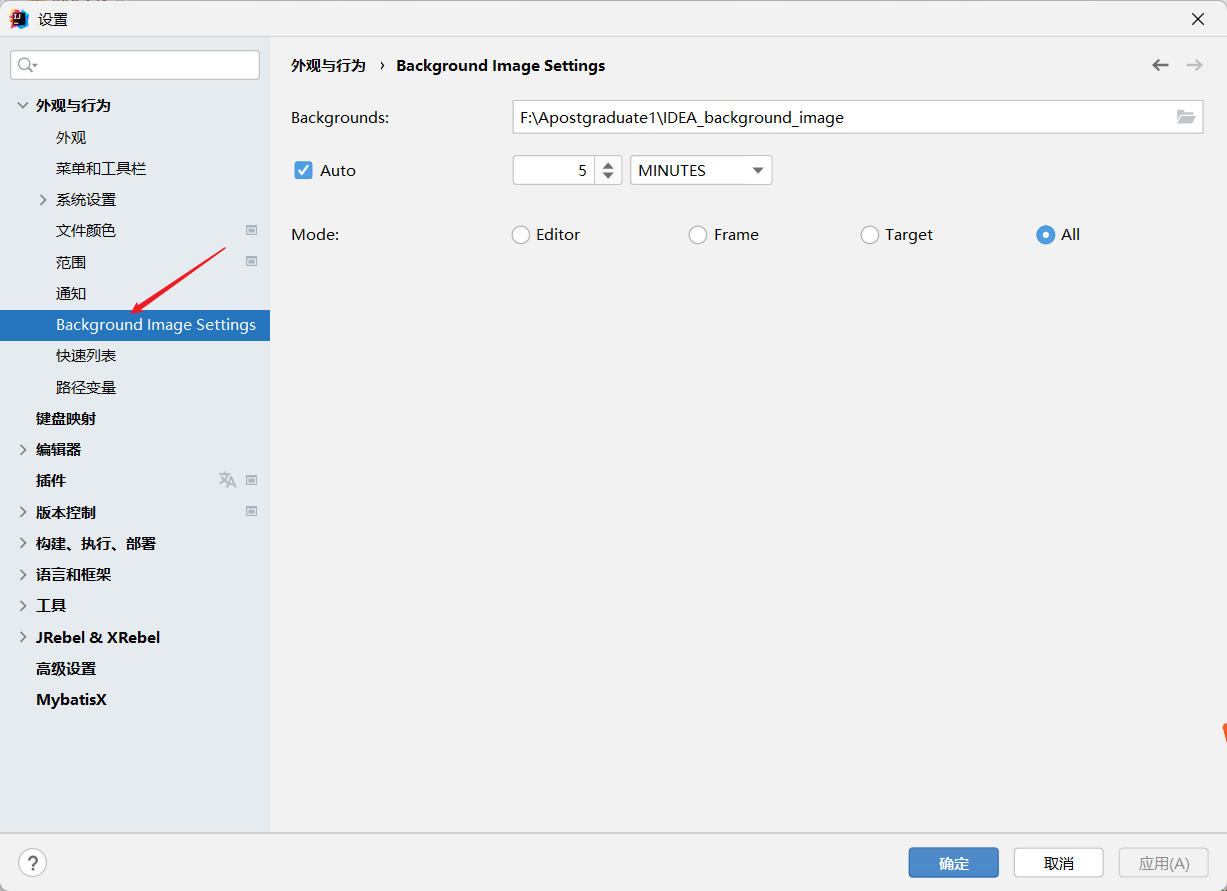 设置
外观与行为
外观
菜单和工具栏
系统设置
文件颜色
范围
通知
Background Image Settings
快速列表
路径变量
键盘映射
编辑器
插件
版本控制
构建、执行、部署
语言和框架
工具
JRebel & XRebel
高级设置
MybatisX
外观与行为 › Background Image Settings
Backgrounds: F:\Apostgraduate1\IDEA_background_image
Auto 5 MINUTES
Mode: Editor Frame Target All
? 确定 取消 应用(A)